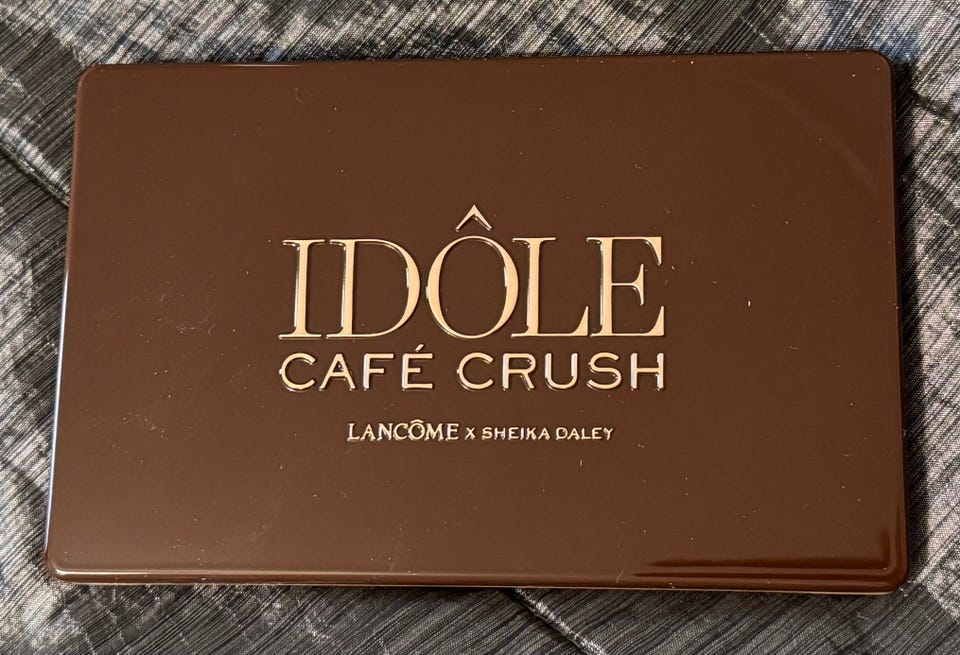 IDÔLE
CAFÉ CRUSH
LANCÔME X SHEIKA DALEY